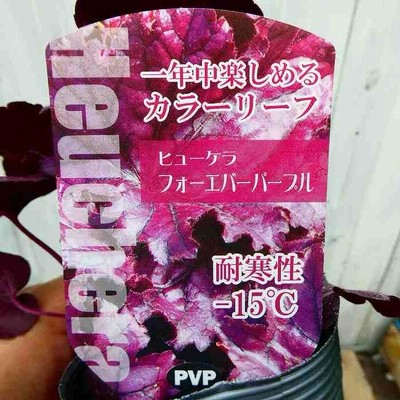 Heuchera
一年中楽しめる
カラーリーフ
ヒューケラ
フォーエバーパープル
耐寒性
-15℃
PVP